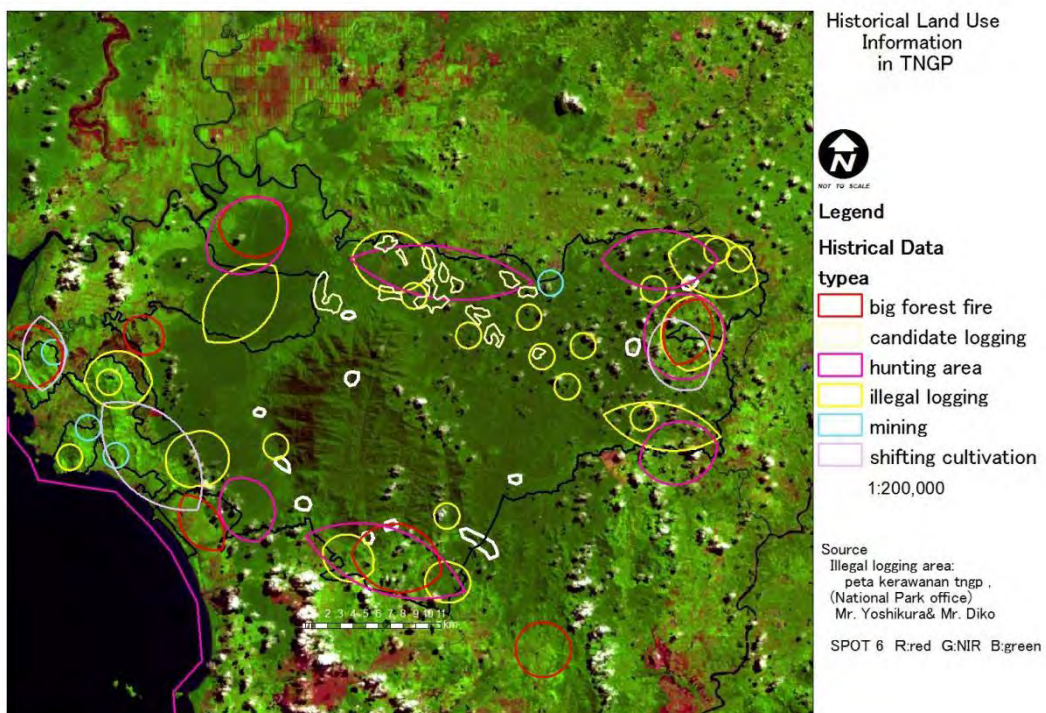 Historical Land Use
Information
in TNGP
N
NOT TO SCALE
Legend
Histrical Data
typea
big forest fire
candidate logging
hunting area
illegal logging
mining
shifting cultivation
1:200,000
Source
Illegal logging area:
peta kerawanan tngp ,
(National Park office)
Mr. Yoshikura& Mr. Diko
SPOT 6 R:red G:NIR B:green
2 3 4 5 6 7 8 9 10 11
km